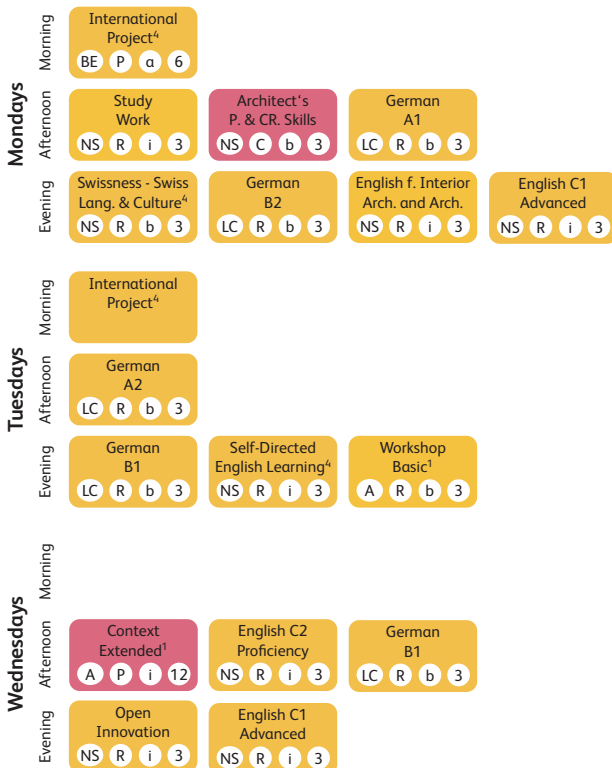 Mondays
Morning
International
Project⁴
BE P a 6
Afternoon
Study
Work
NS R i 3
Architect‘s
P. & CR. Skills
NS C b 3
German
A1
LC R b 3
Evening
Swissness - Swiss
Lang. & Culture⁴
NS R b 3
German
B2
LC R b 3
English f. Interior
Arch. and Arch.
NS R i 3
English C1
Advanced
NS R i 3
Tuesdays
Morning
International
Project⁴
Afternoon
German
A2
LC R b 3
Evening
German
B1
LC R b 3
Self-Directed
English Learning⁴
NS R i 3
Workshop
Basic¹
A R b 3
Wednesdays
Morning
Afternoon
Context
Extended¹
A P i 12
English C2
Proficiency
NS R i 3
German
B1
LC R b 3
Evening
Open
Innovation
NS R i 3
English C1
Advanced
NS R i 3